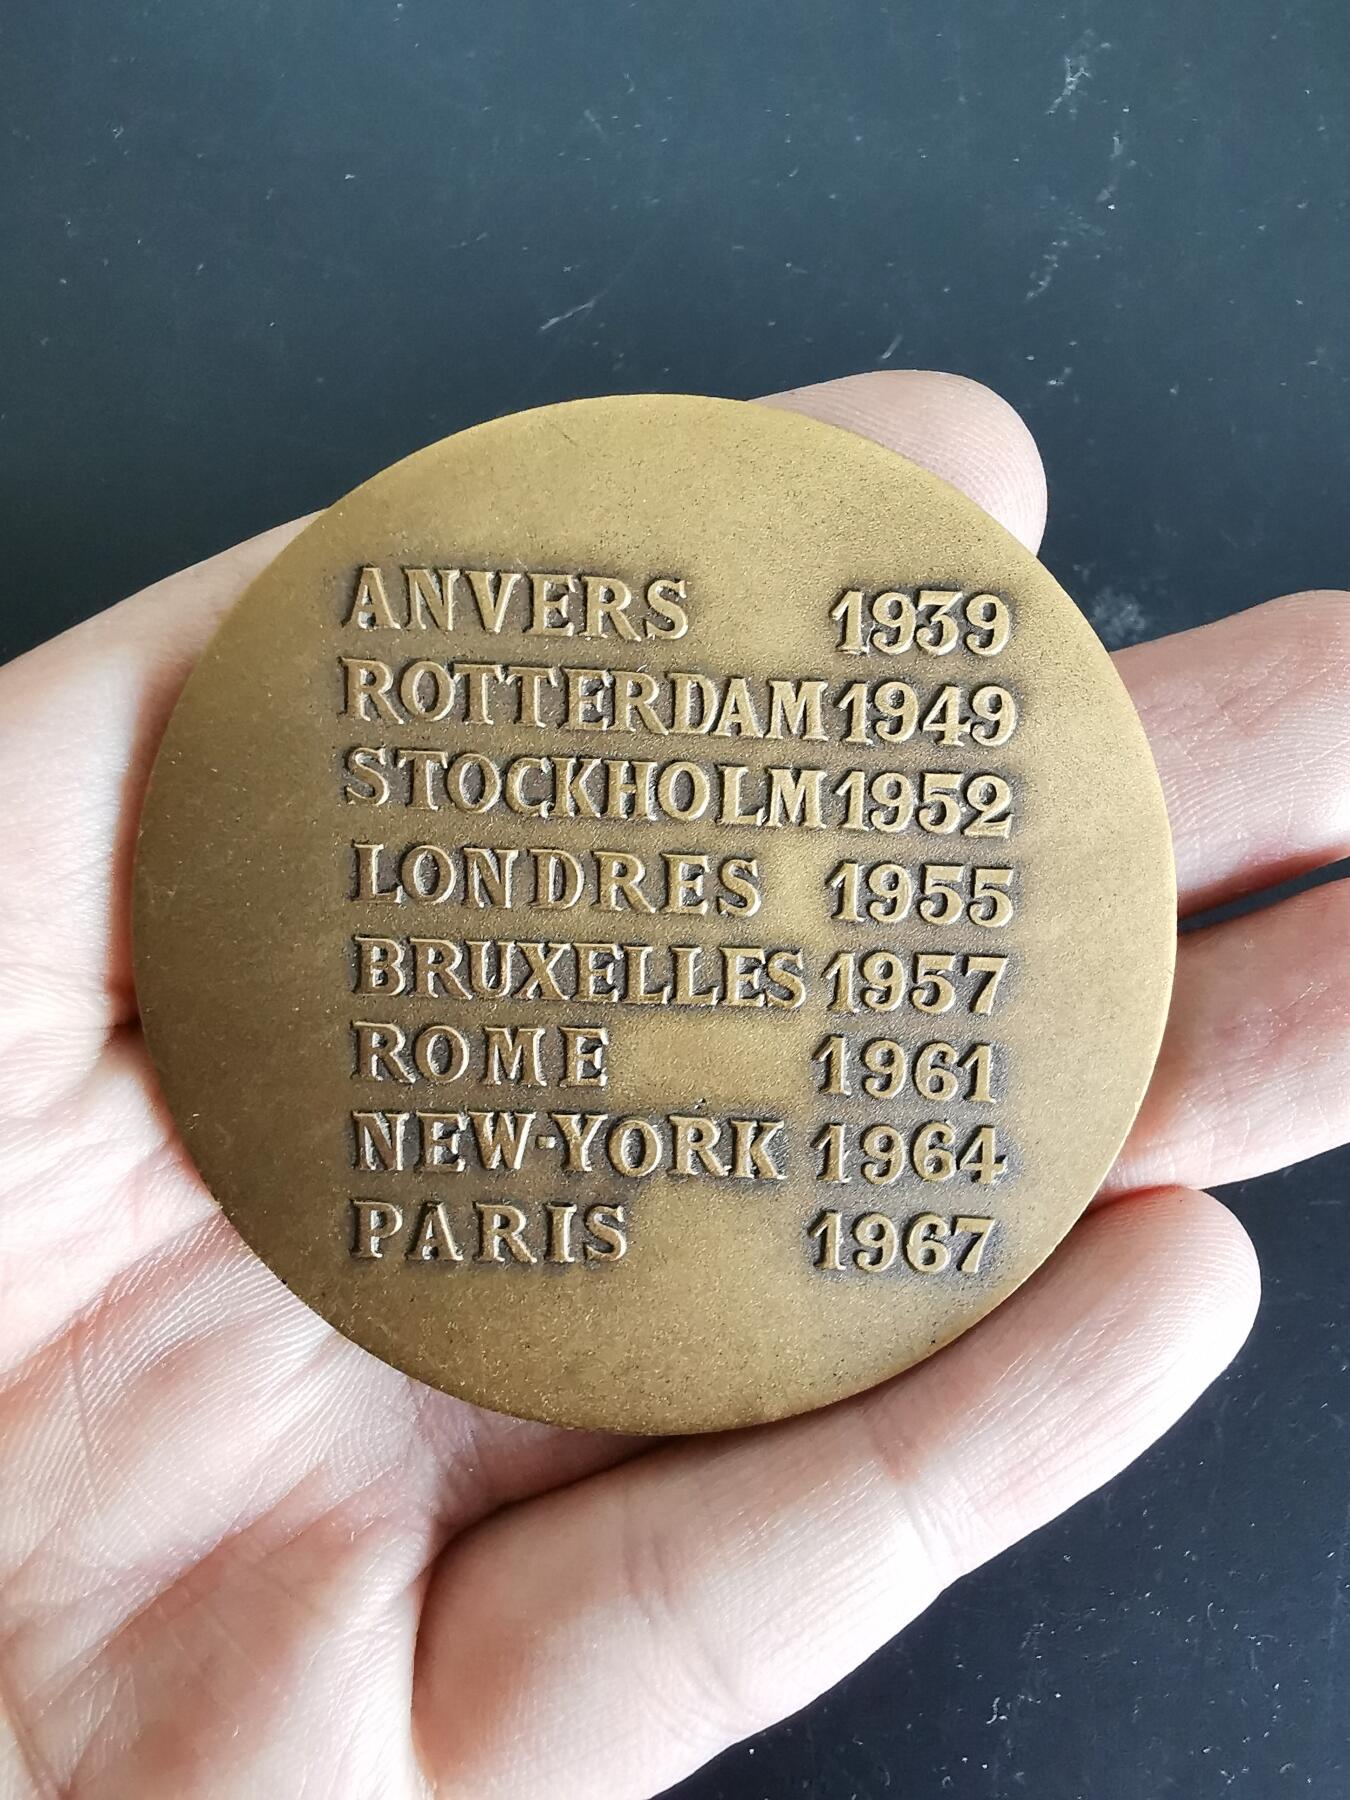 ANVERS 1939
ROTTERDAM 1949
STOCKHOLM 1952
LONDRES 1955
BRUXELLES 1957
ROME 1961
NEW-YORK 1964
PARIS 1967